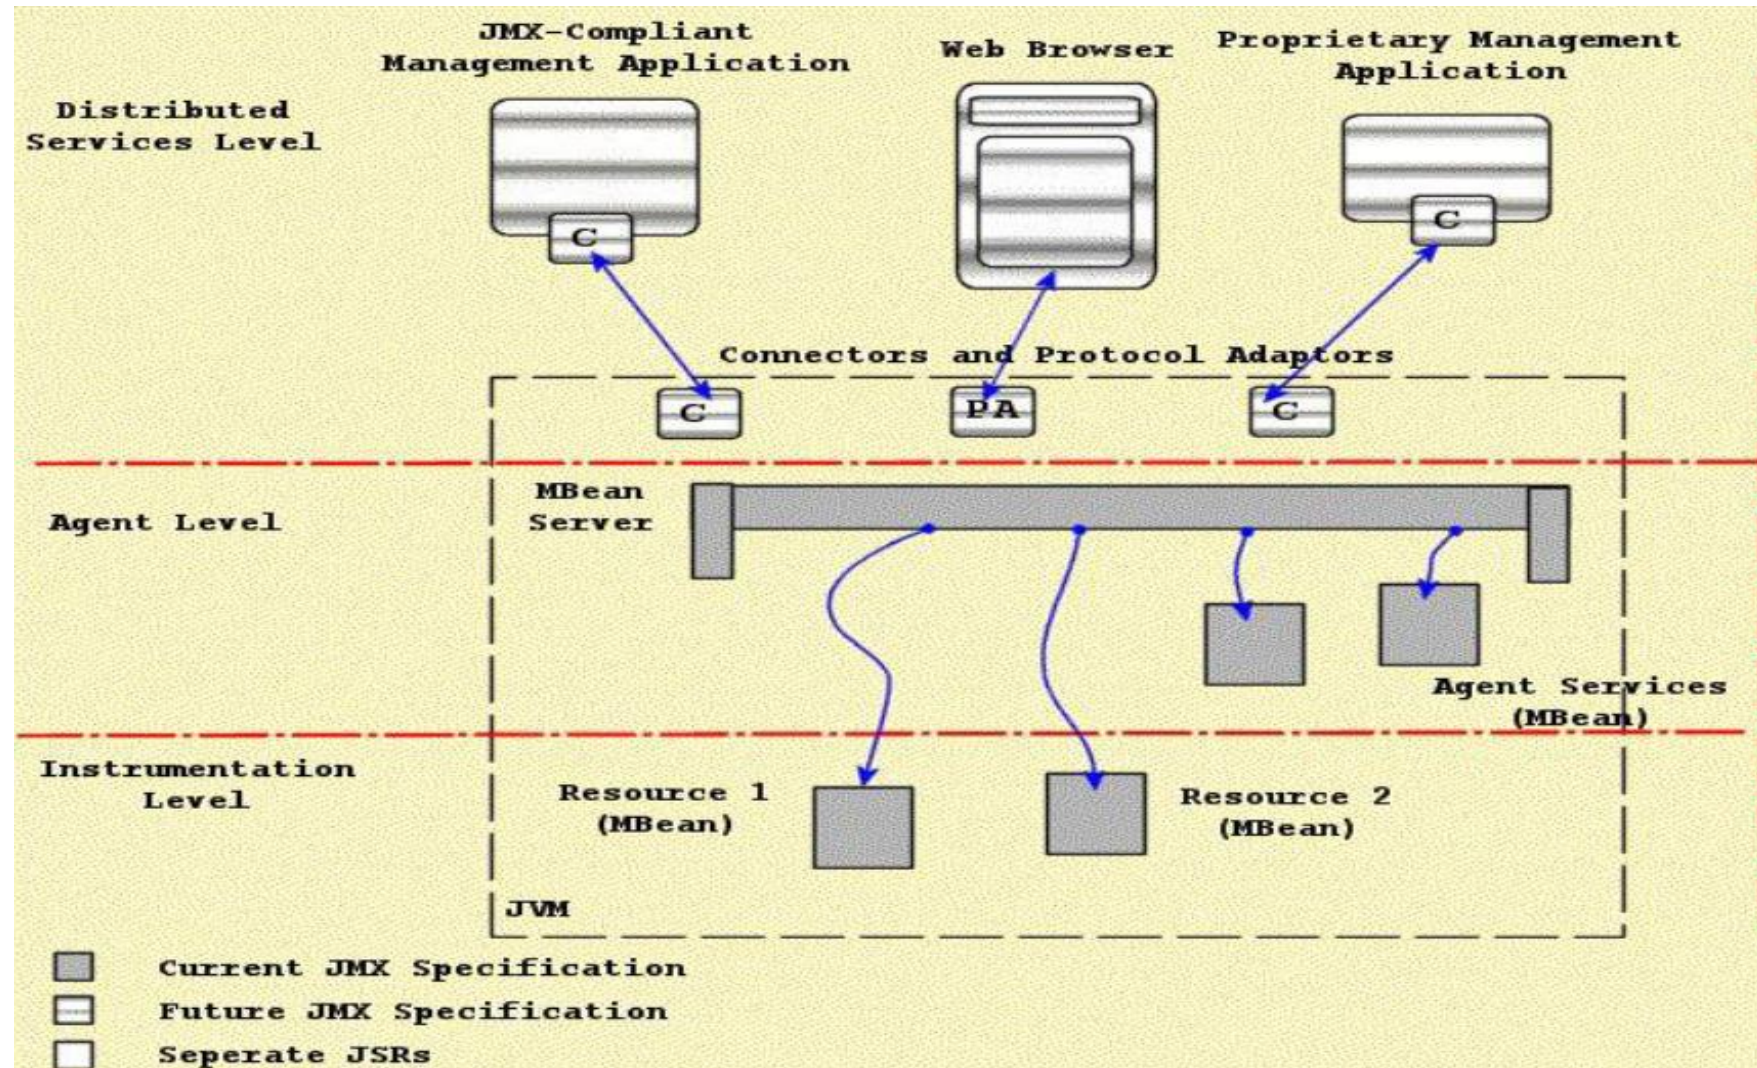 JMX-Compliant
Management Application
Web Browser
Proprietary Management
Application
Distributed
Services Level
C
C
Connectors and Protocol Adaptors
C
PA
C
MBean
Server
Agent Level
Agent Services
(MBean)
Instrumentation
Level
Resource 1
(MBean)
Resource 2
(MBean)
JVM
Current JMX Specification
Future JMX Specification
Seperate JSRs